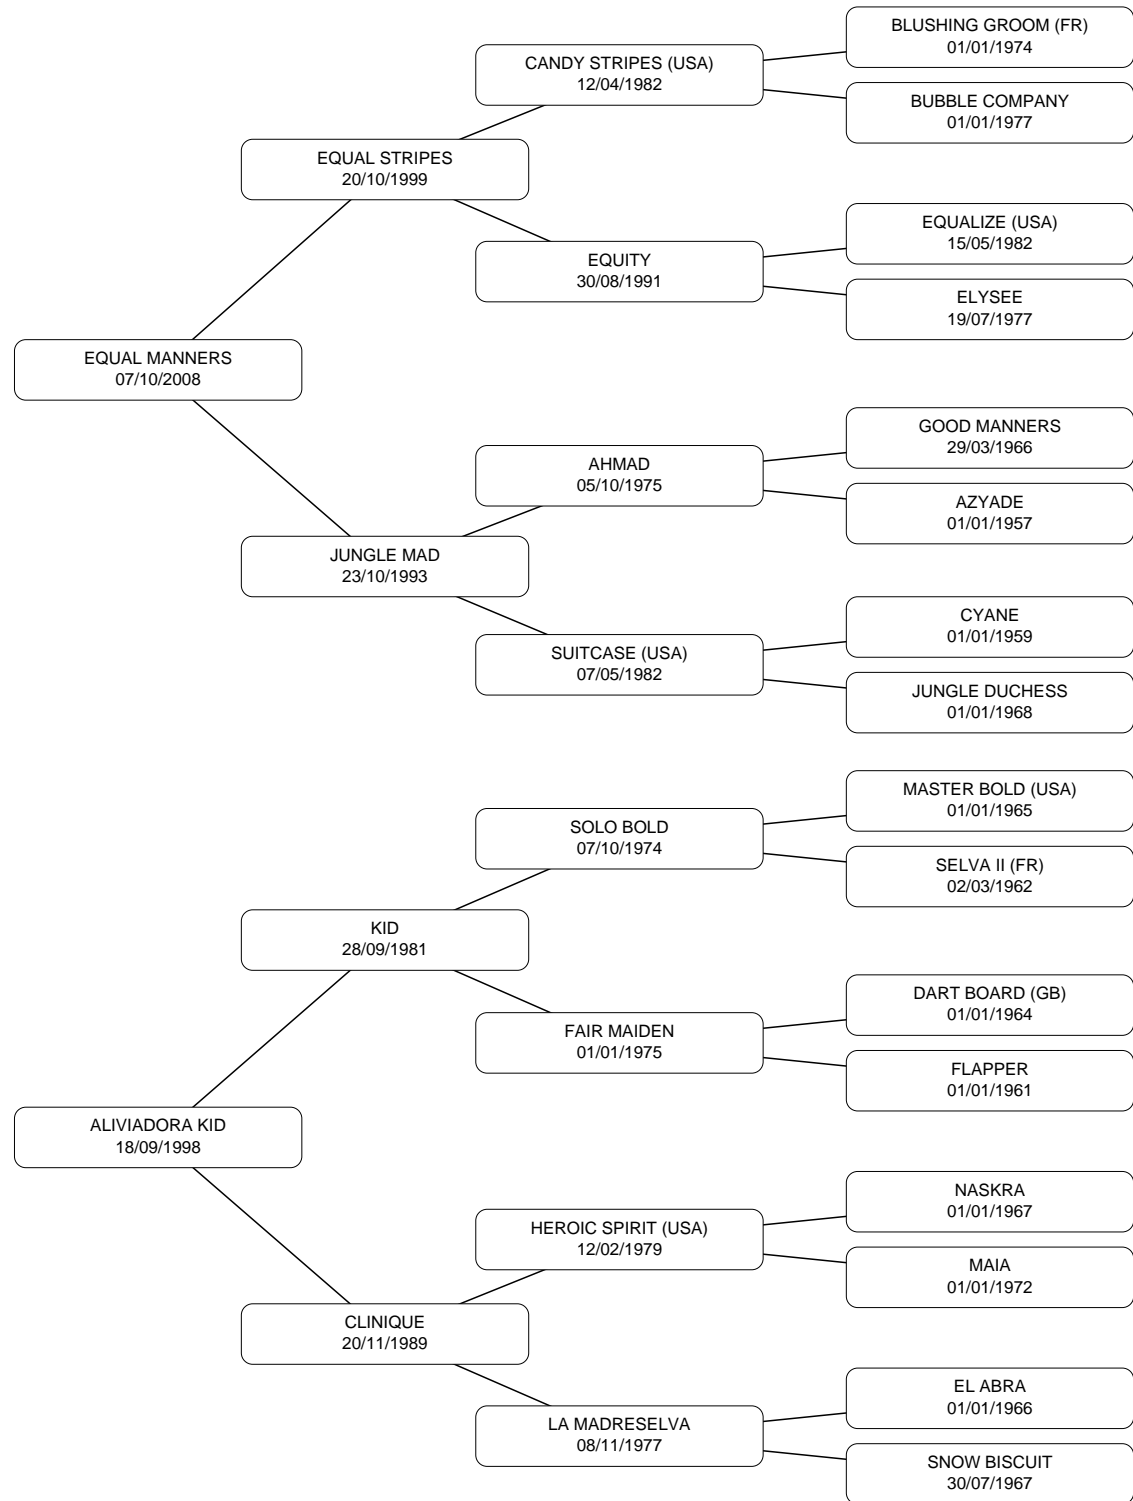 BLUSHING GROOM (FR)
01/01/1974
CANDY STRIPES (USA)
12/04/1982
BUBBLE COMPANY
01/01/1977
EQUAL STRIPES
20/10/1999
EQUALIZE (USA)
15/05/1982
EQUITY
30/08/1991
ELYSEE
19/07/1977
EQUAL MANNERS
07/10/2008
GOOD MANNERS
29/03/1966
AHMAD
05/10/1975
AZYADE
01/01/1957
JUNGLE MAD
23/10/1993
CYANE
01/01/1959
SUITCASE (USA)
07/05/1982
JUNGLE DUCHESS
01/01/1968
MASTER BOLD (USA)
01/01/1965
SOLO BOLD
07/10/1974
SELVA II (FR)
02/03/1962
KID
28/09/1981
DART BOARD (GB)
01/01/1964
FAIR MAIDEN
01/01/1975
FLAPPER
01/01/1961
ALIVIADORA KID
18/09/1998
NASKRA
01/01/1967
HEROIC SPIRIT (USA)
12/02/1979
MAIA
01/01/1972
CLINIQUE
20/11/1989
EL ABRA
01/01/1966
LA MADRESELVA
08/11/1977
SNOW BISCUIT
30/07/1967